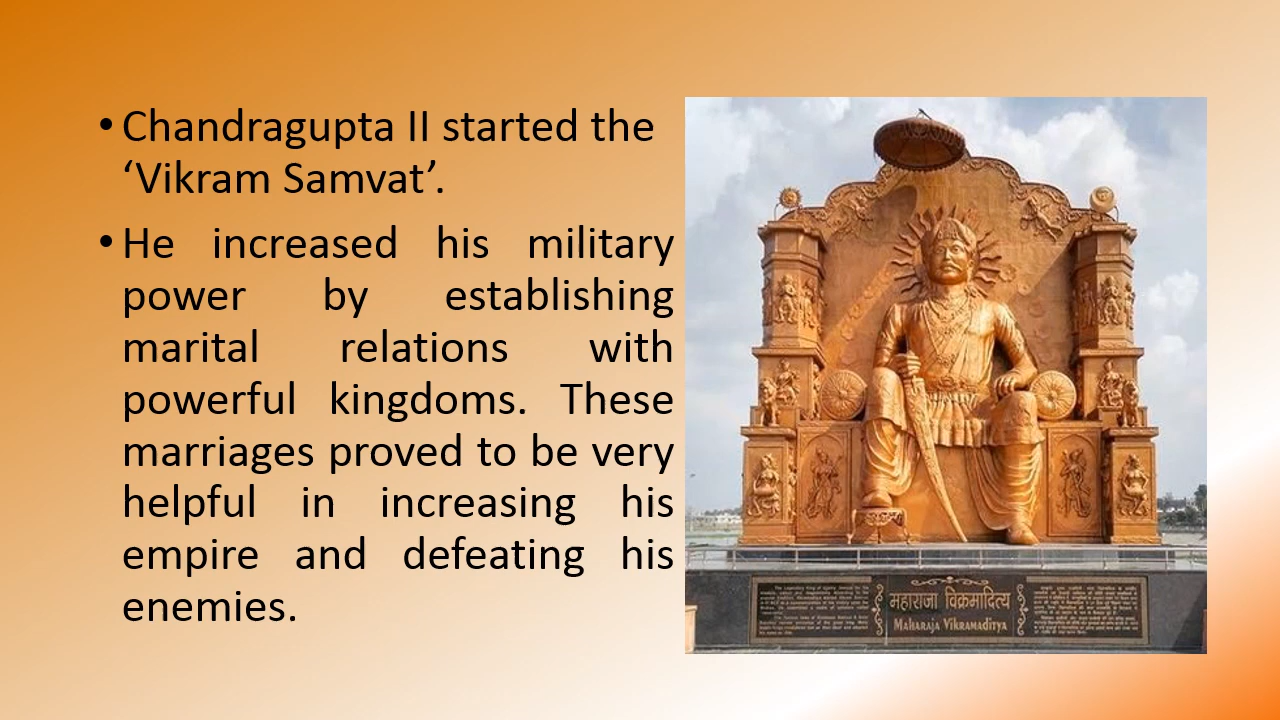 • Chandragupta II started the
‘Vikram Samvat’.
• He increased his military
power by establishing
marital relations with
powerful kingdoms. These
marriages proved to be very
helpful in increasing his
empire and defeating his
enemies.
महाराजा विक्रमादित्य
Maharaja Vikramaditya